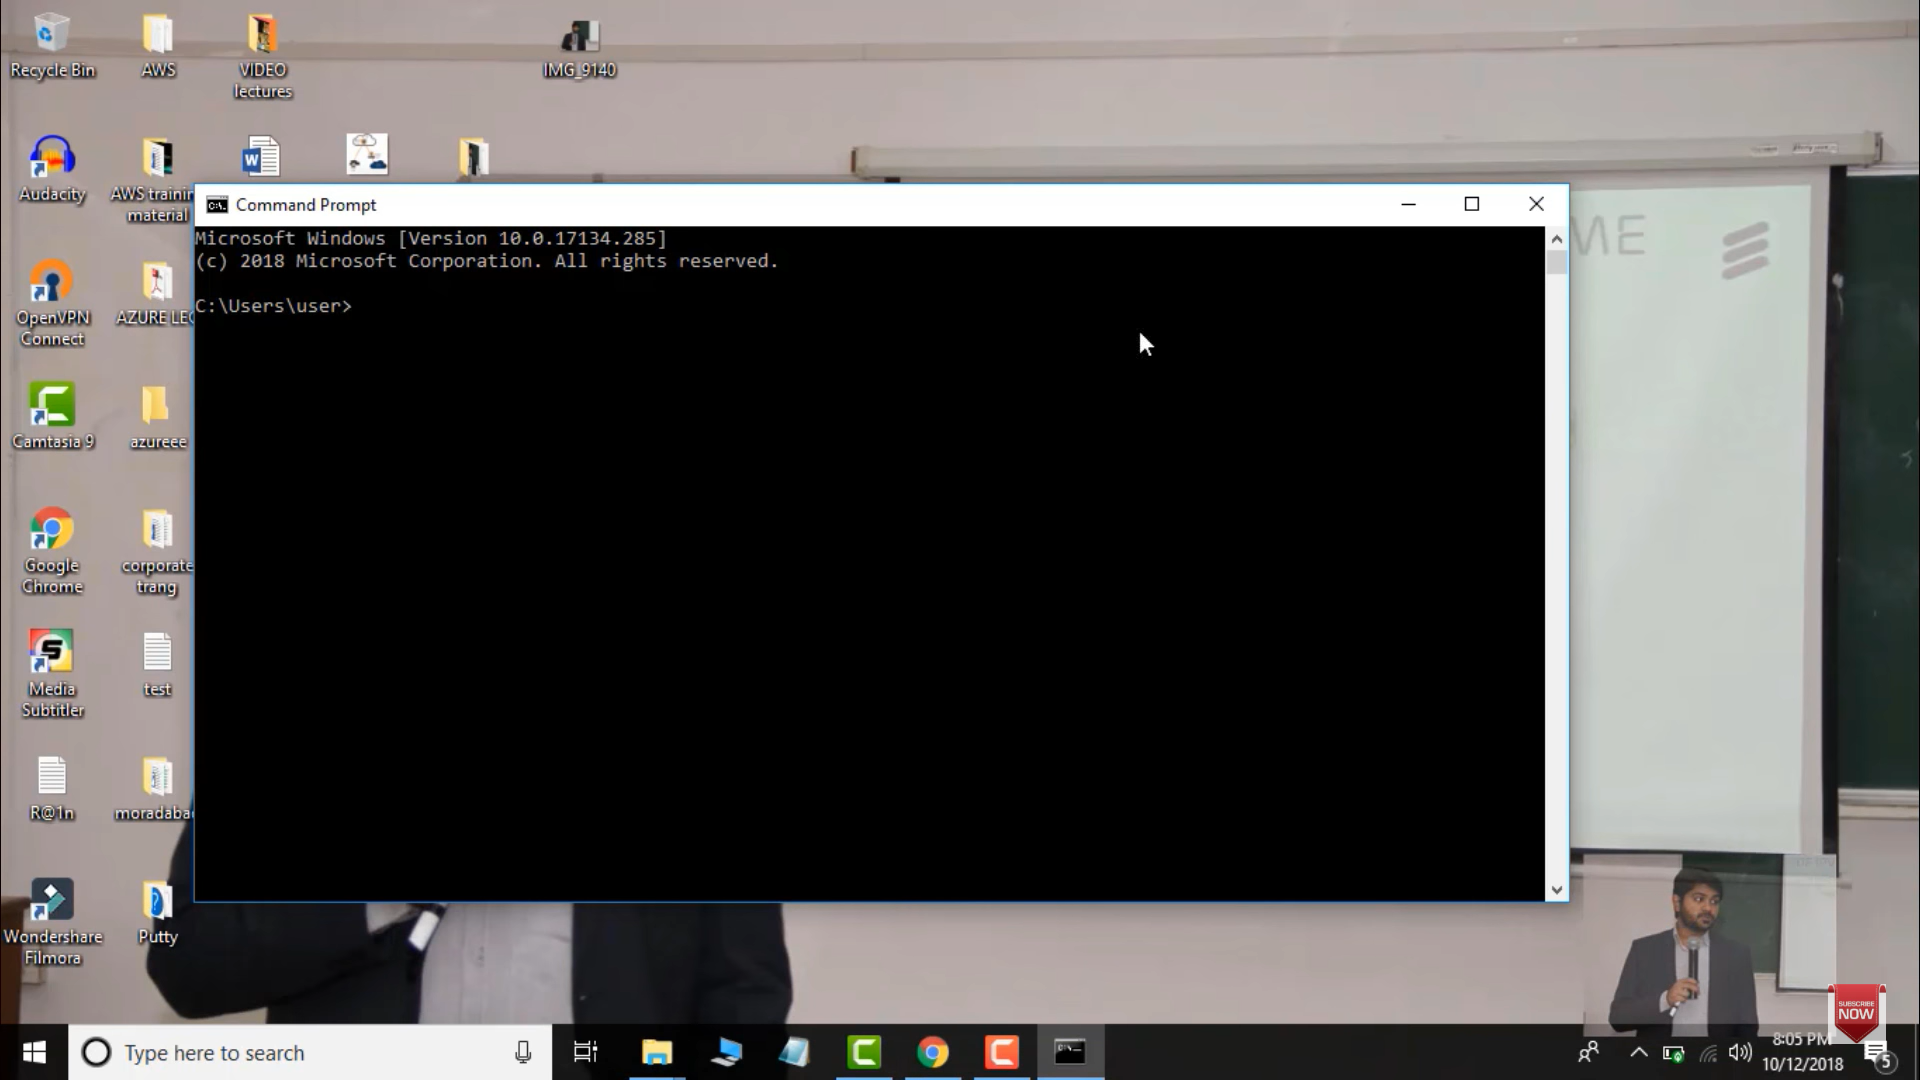 Recycle Bin
AWS
VIDEO
lectures
IMG_9140
Audacity
AWS trainin
material
W
Command Prompt
Microsoft Windows [Version 10.0.17134.285]
(c) 2018 Microsoft Corporation. All rights reserved.
C:\Users\user>
ME
OpenVPN
Connect
AZURE LEC
Camtasia 9
azureee
Google
Chrome
corporate
trang
Media
Subtitler
test
R@1n
moradabad
Wondershare
Filmora
Putty
SUBSCRIBE
NOW
Type here to search
8:05 PM
10/12/2018
5